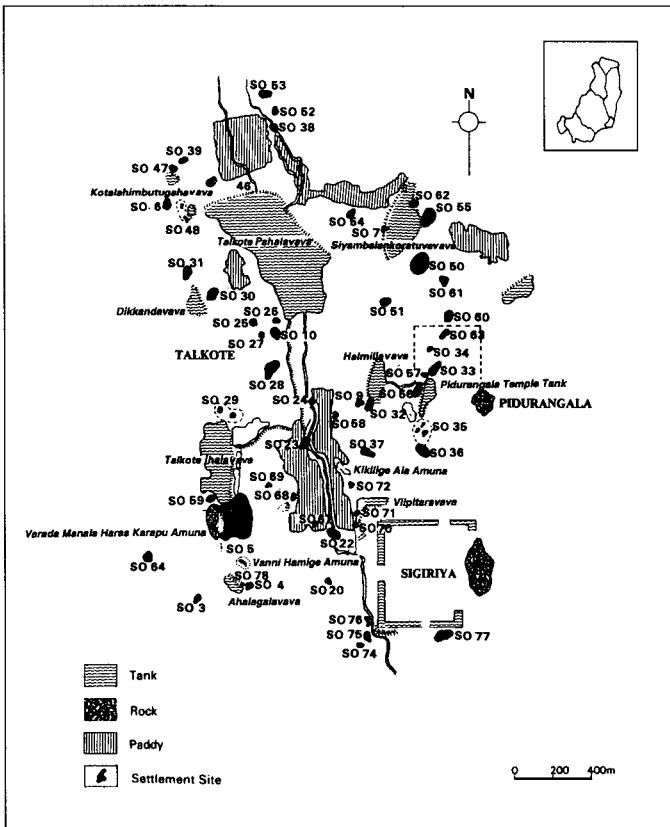 SO 53
SO 52
SO 38
N
SO 39
SO 47
46
Kotalahimbutugahavava
SO 6
SO 48
SO 62
SO 55
SO 54
SO 7
Talkote Pahalavava
Siyambalankoratuvavava
SO 31
SO 50
SO 61
SO 30
Dikkandavava
SO 51
SO 26
SO 25
SO 10
SO 27
SO 60
SO 63
TALKOTE
Halmillavava
SO 34
SO 28
SO 57
SO 33
SO 56
Pidurangala Temple Tank
SO 29
SO 24
SO 9
SO 32
PIDURANGALA
SO 58
SO 35
SO 23
SO 37
SO 36
Talkote Ihalavava
Kikilige Ala Amuna
SO 69
SO 72
SO 59
SO 68
Vilpitaravava
SO 71
SO 70
Varada Manala Haras Karapu Amuna
SO 22
SO 5
Vanni Hamige Amuna
SO 64
SIGIRIYA
SO 78
SO 4
SO 20
Ahalagalavava
SO 3
SO 76
SO 75
SO 77
SO 74
Tank
Rock
Paddy
Settlement Site
0 200 400m